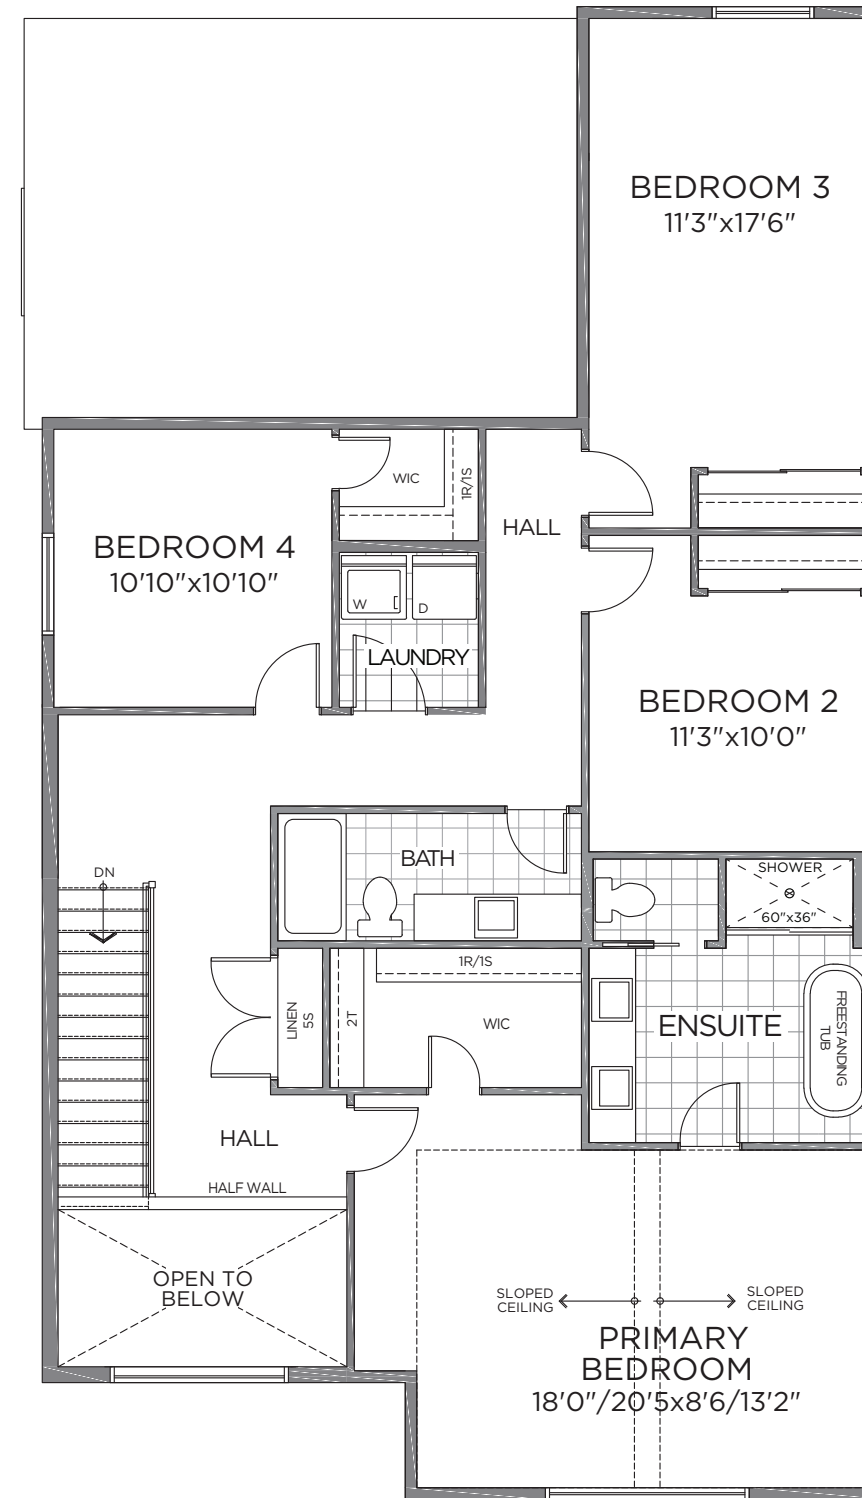 BEDROOM 3
11'3"x17'6"
WIC
1R/1S
HALL
BEDROOM 4
10'10"x10'10"
W
D
LAUNDRY
BEDROOM 2
11'3"x10'0"
BATH
SHOWER
60"x36"
DN
1R/1S
2T
WIC
LINEN
5S
ENSUITE
FREESTANDING
TUB
HALL
HALF WALL
OPEN TO
BELOW
SLOPED
CEILING
SLOPED
CEILING
PRIMARY
BEDROOM
18'0"/20'5x8'6/13'2"